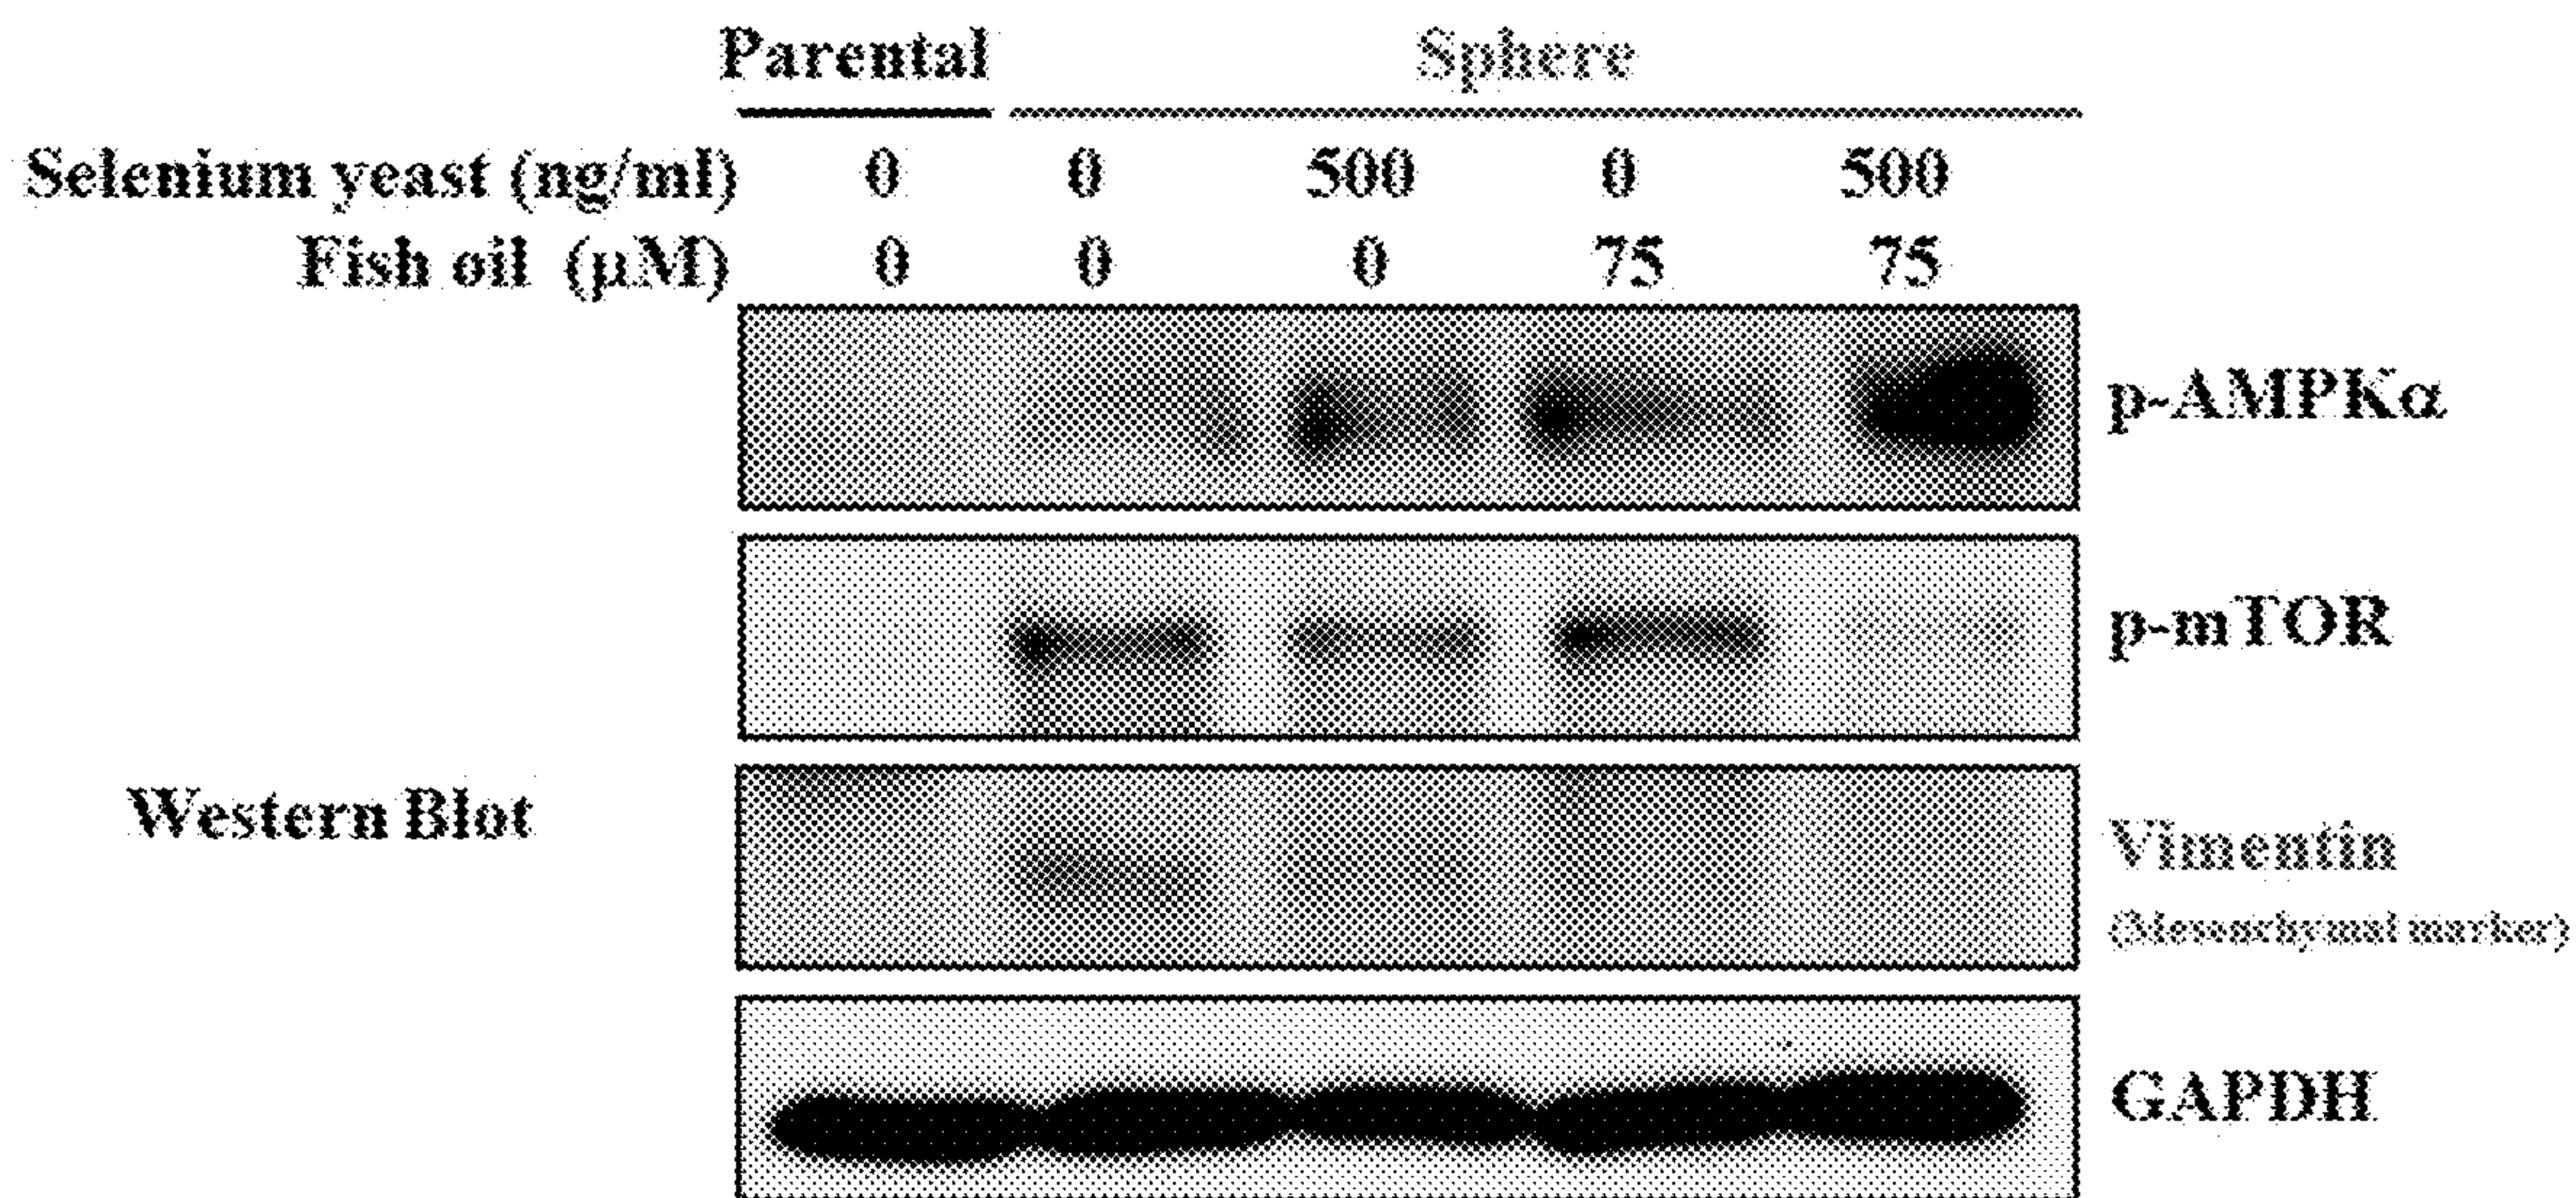 Parental Sphere
Selenium yeast (ng/ml) 0 0 500 0 500
Fish oil (μM) 0 0 0 75 75
p-AMPKα
p-mTOR
Western Blot
Vimentin
(Mesenchymal marker)
GAPDH